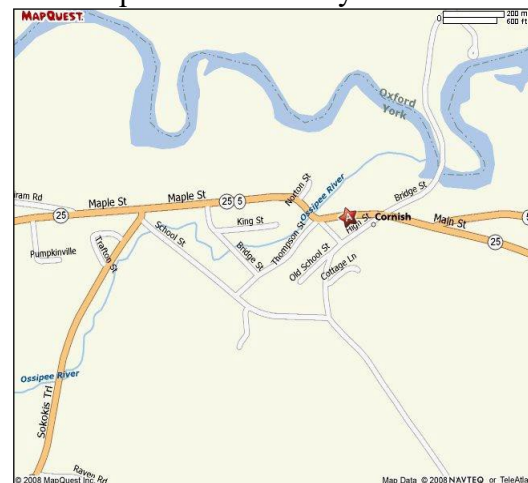 MAPQUEST.
0
200 m
600 ft
Oxford
York
Norton St
Ossipee River
Bridge St
Maple St
Maple St
25 5
25
King St
High St
Cornish
Main St
5
25
School St
Bridge St
Thompson St
Old School St
Cottage Ln
Pumpkinville
Trafton St
Ossipee River
Sokokis Trl
Raven Rd
© 2008 MapQuest Inc.
Map Data © 2008 NAVTEQ or TeleAtlas